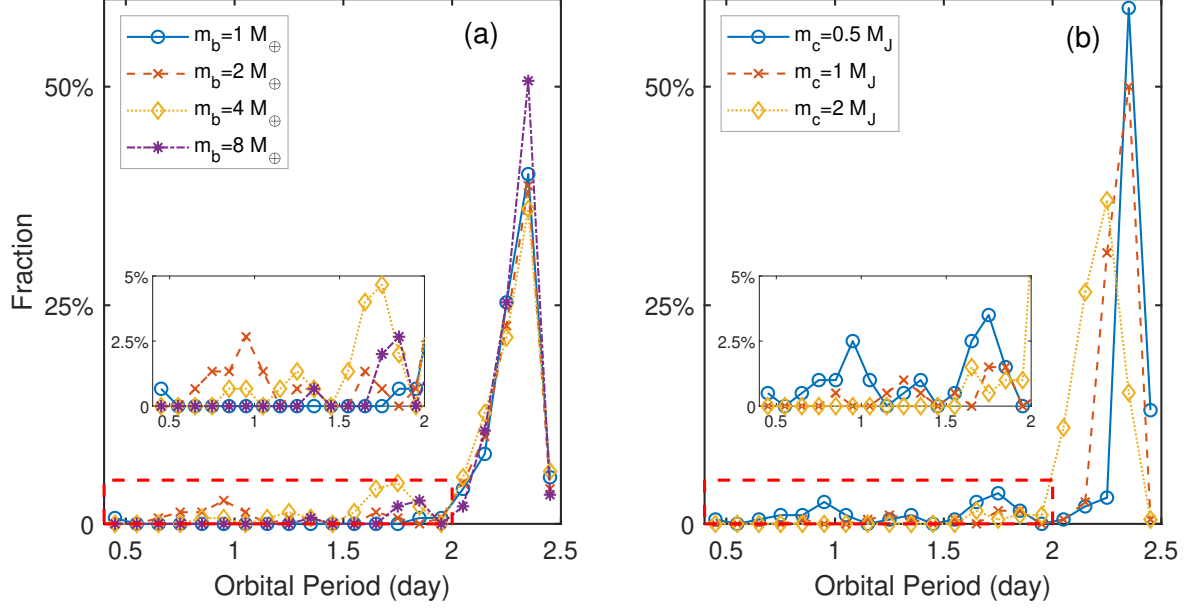 (a)
m_b=1 M_⊕
m_b=2 M_⊕
m_b=4 M_⊕
m_b=8 M_⊕
50%
25%
0
Fraction
5%
2.5%
0
0.5 1 1.5 2
0.5 1 1.5 2 2.5
Orbital Period (day)
(b)
m_c=0.5 M_J
m_c=1 M_J
m_c=2 M_J
50%
25%
0
5%
2.5%
0
0.5 1 1.5 2
0.5 1 1.5 2 2.5
Orbital Period (day)